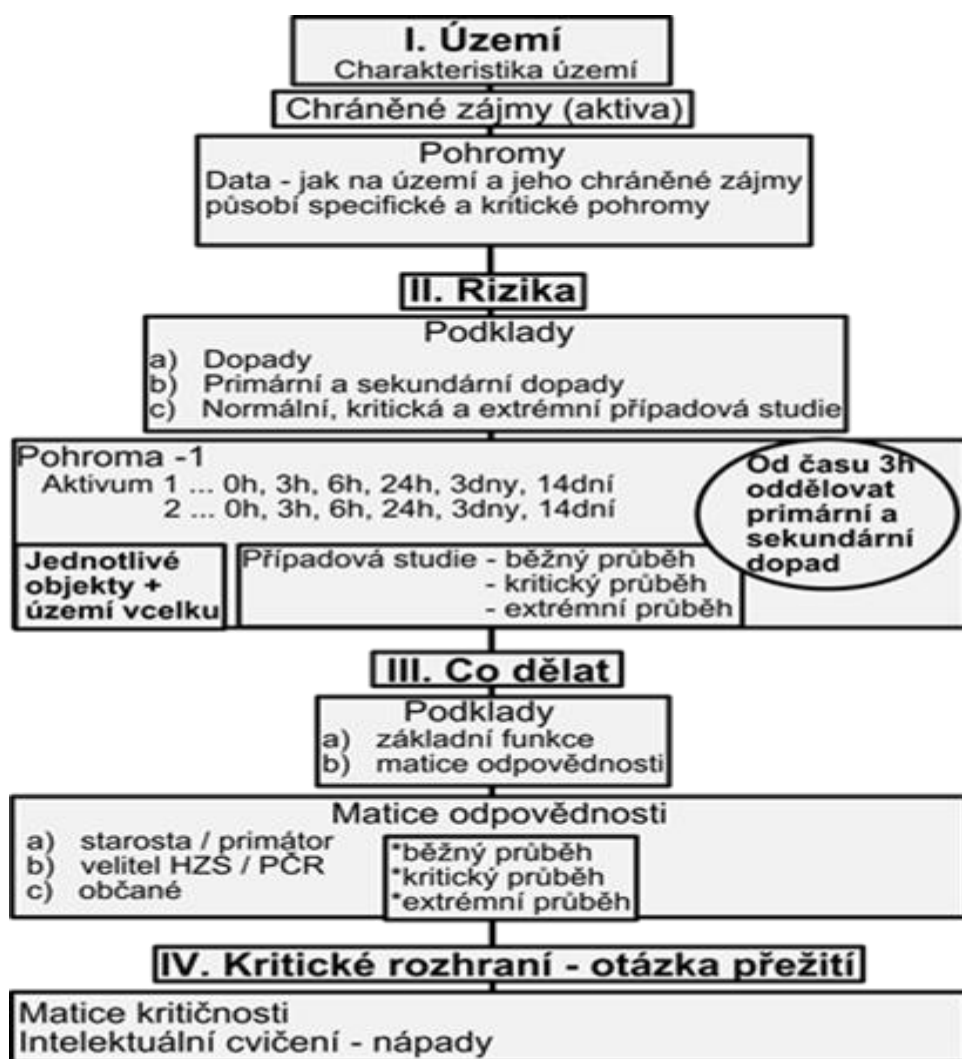 I. Území
Charakteristika území
Chráněné zájmy (aktiva)
Pohromy
Data - jak na území a jeho chráněné zájmy
působí specifické a kritické pohromy
II. Rizika
Podklady
a) Dopady
b) Primární a sekundární dopady
c) Normální, kritická a extrémní případová studie
Pohroma -1
Aktivum 1 ... 0h, 3h, 6h, 24h, 3dny, 14dní
2 ... 0h, 3h, 6h, 24h, 3dny, 14dní
Od času 3h
oddělovat
primární a
sekundární
dopad
Jednotlivé
objekty +
území vcelku
Případová studie - běžný průběh
- kritický průběh
- extrémní průběh
III. Co dělat
Podklady
a) základní funkce
b) matice odpovědnosti
Matice odpovědnosti
a) starosta / primátor
b) velitel HZS / PČR
c) občané
*běžný průběh
*kritický průběh
*extrémní průběh
IV. Kritické rozhraní - otázka přežití
Matice kritičnosti
Intelektuální cvičení - nápady